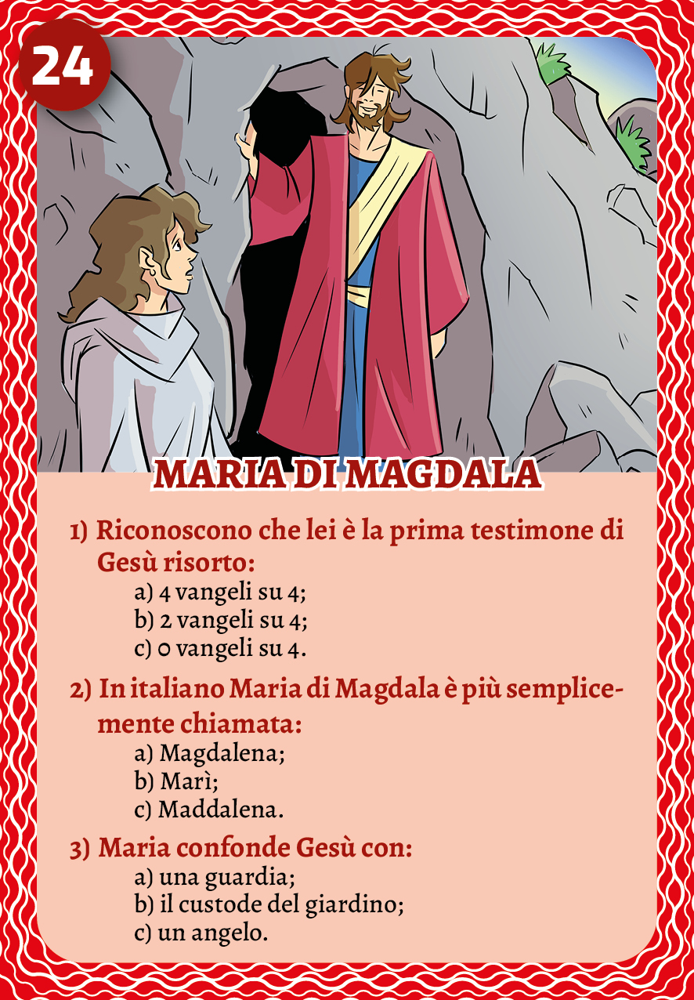 24
MARIA DI MAGDALA
1) Riconoscono che lei è la prima testimone di
Gesù risorto:
a) 4 vangeli su 4;
b) 2 vangeli su 4;
c) 0 vangeli su 4.
2) In italiano Maria di Magdala è più semplice-
mente chiamata:
a) Magdalena;
b) Marì;
c) Maddalena.
3) Maria confonde Gesù con:
a) una guardia;
b) il custode del giardino;
c) un angelo.